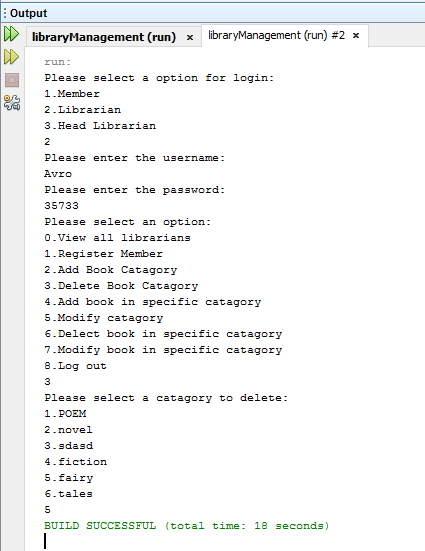 Output
libraryManagement (run) × libraryManagement (run) #2 ×
run:
Please select a option for login:
1.Member
2.Librarian
3.Head Librarian
2
Please enter the username:
Avro
Please enter the password:
35733
Please select an option:
0.View all librarians
1.Register Member
2.Add Book Catagory
3.Delete Book Catagory
4.Add book in specific catagory
5.Modify catagory
6.Delect book in specific catagory
7.Modify book in specific catagory
8.Log out
3
Please select a catagory to delete:
1.POEM
2.novel
3.sdasd
4.fiction
5.fairy
6.tales
5
BUILD SUCCESSFUL (total time: 18 seconds)